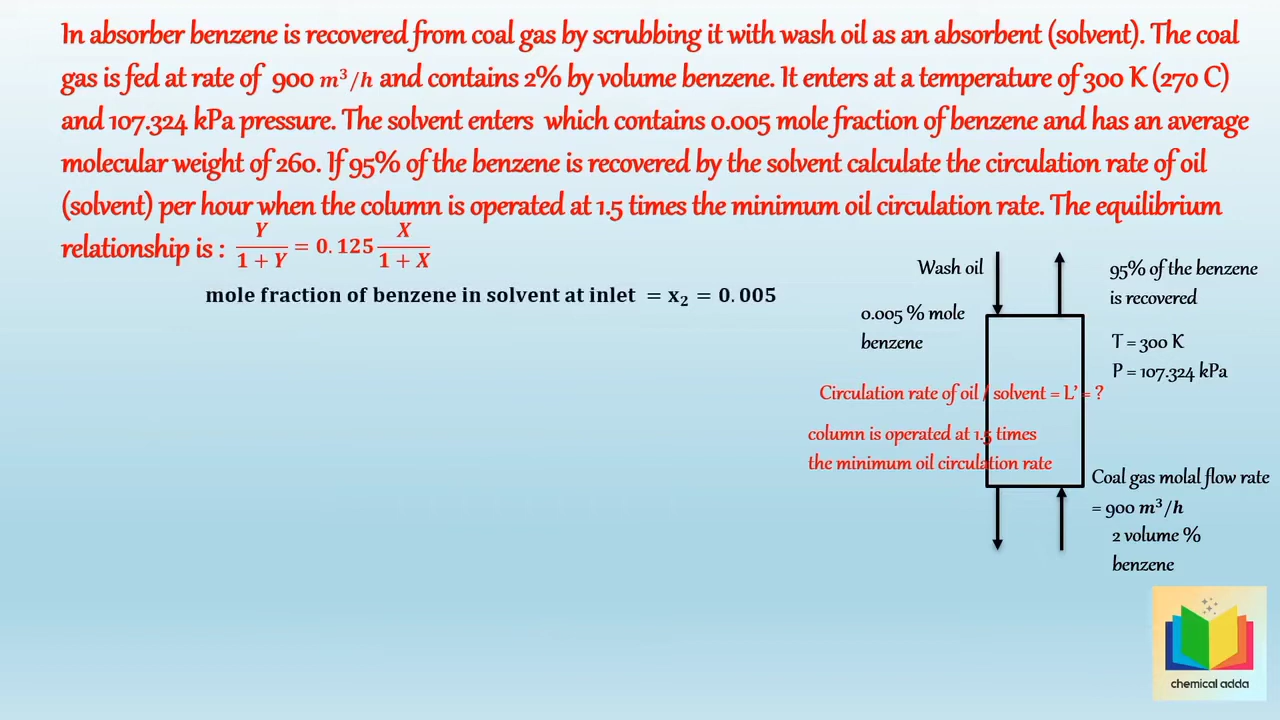 In absorber benzene is recovered from coal gas by scrubbing it with wash oil as an absorbent (solvent). The coal
gas is fed at rate of 900 m³/h and contains 2% by volume benzene. It enters at a temperature of 300 K (270 C)
and 107.324 kPa pressure. The solvent enters which contains 0.005 mole fraction of benzene and has an average
molecular weight of 260. If 95% of the benzene is recovered by the solvent calculate the circulation rate of oil
(solvent) per hour when the column is operated at 1.5 times the minimum oil circulation rate. The equilibrium
relationship is : Y/(1 + Y) = 0.125 X/(1 + X)
mole fraction of benzene in solvent at inlet = x₂ = 0.005
Wash oil
0.005 % mole
benzene
95% of the benzene
is recovered
T = 300 K
P = 107.324 kPa
Circulation rate of oil / solvent = L' = ?
column is operated at 1.5 times
the minimum oil circulation rate
Coal gas molal flow rate
= 900 m³/h
2 volume %
benzene
chemical adda